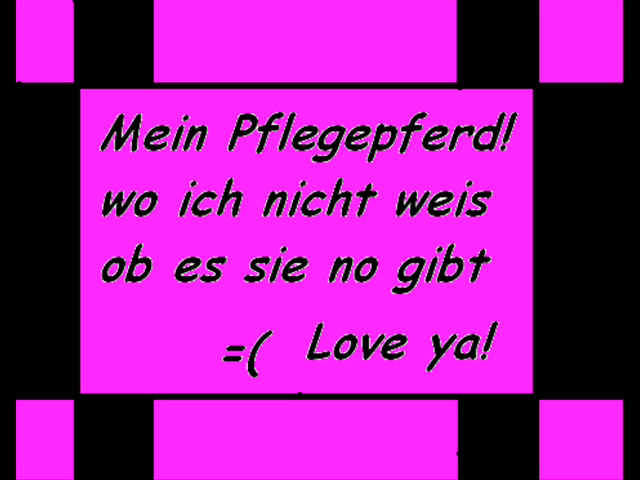 Mein Pflegepferd!
wo ich nicht weis
ob es sie no gibt
=( Love ya!